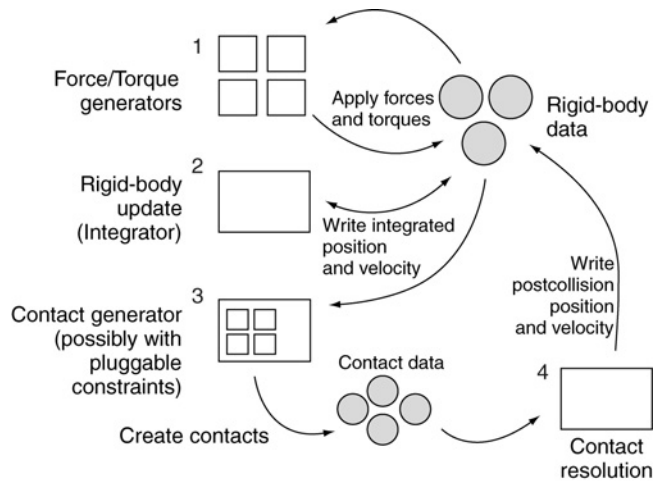 1
Force/Torque
generators
Apply forces
and torques
Rigid-body
data
2
Rigid-body
update
(Integrator)
Write integrated
position
and velocity
3
Contact generator
(possibly with
pluggable
constraints)
Write
postcollision
position
and velocity
Contact data
4
Create contacts
Contact
resolution